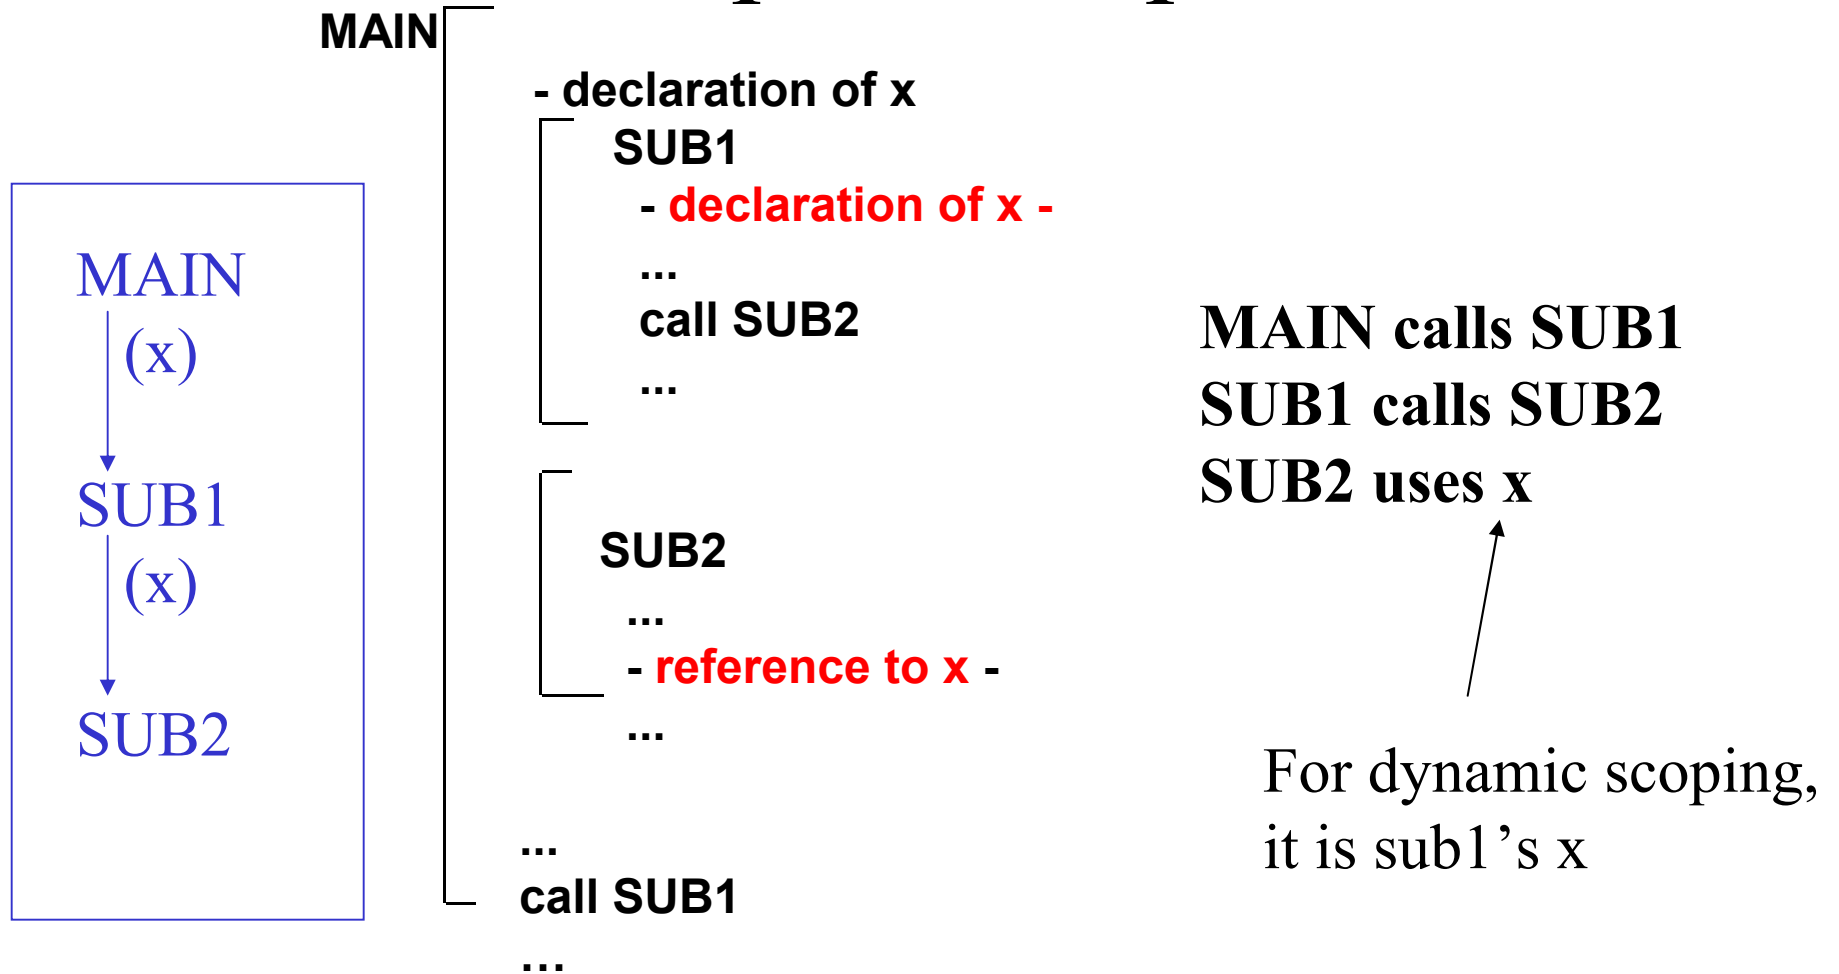 MAIN
- declaration of x
SUB1
- declaration of x -
...
call SUB2
...
SUB2
...
- reference to x -
...
...
call SUB1
...
MAIN
(x)
SUB1
(x)
SUB2
MAIN calls SUB1
SUB1 calls SUB2
SUB2 uses x
For dynamic scoping,
it is sub1’s x